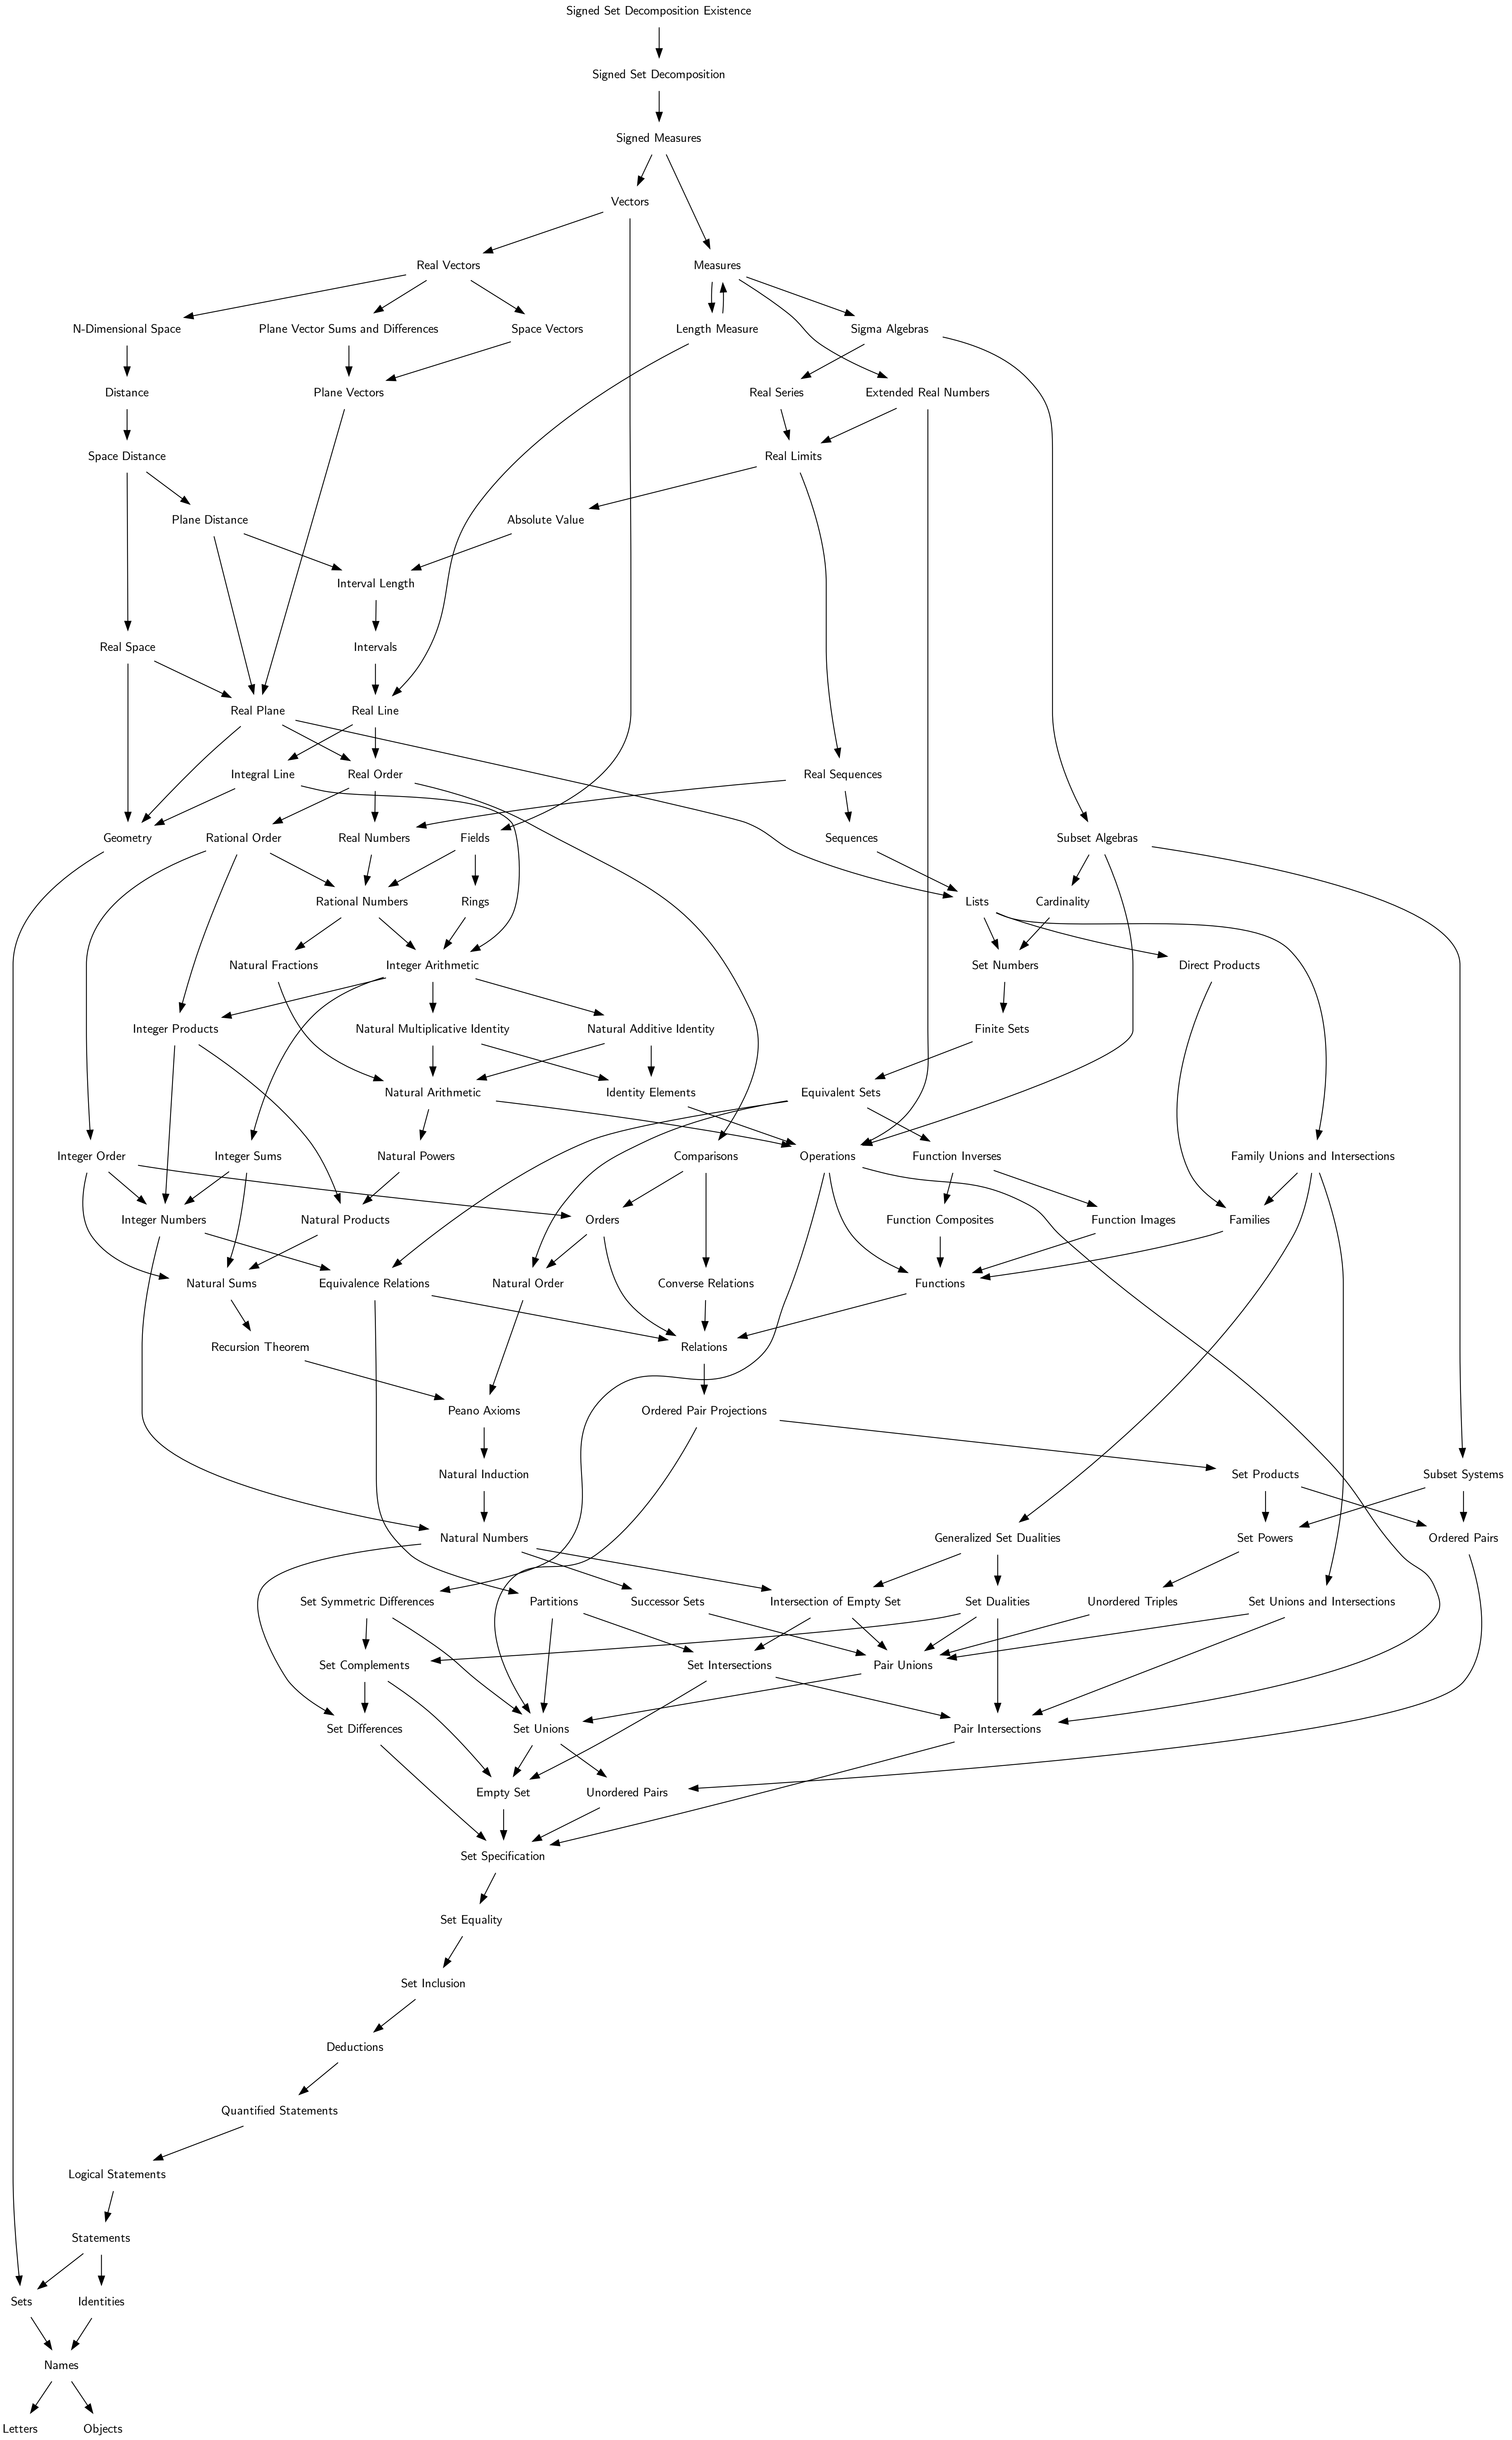 Signed Set Decomposition Existence
Signed Set Decomposition
Signed Measures
Vectors
Real Vectors
Measures
N-Dimensional Space
Plane Vector Sums and Differences
Space Vectors
Length Measure
Sigma Algebras
Distance
Plane Vectors
Real Series
Extended Real Numbers
Space Distance
Real Limits
Plane Distance
Absolute Value
Interval Length
Real Space
Intervals
Real Plane
Real Line
Integral Line
Real Order
Real Sequences
Geometry
Rational Order
Real Numbers
Fields
Sequences
Subset Algebras
Rational Numbers
Rings
Lists
Cardinality
Natural Fractions
Integer Arithmetic
Set Numbers
Direct Products
Integer Products
Natural Multiplicative Identity
Natural Additive Identity
Finite Sets
Natural Arithmetic
Identity Elements
Equivalent Sets
Integer Order
Integer Sums
Natural Powers
Comparisons
Operations
Function Inverses
Family Unions and Intersections
Integer Numbers
Natural Products
Orders
Function Composites
Function Images
Families
Natural Sums
Equivalence Relations
Natural Order
Converse Relations
Functions
Recursion Theorem
Relations
Peano Axioms
Ordered Pair Projections
Natural Induction
Set Products
Subset Systems
Natural Numbers
Generalized Set Dualities
Set Powers
Ordered Pairs
Set Symmetric Differences
Partitions
Successor Sets
Intersection of Empty Set
Set Dualities
Unordered Triples
Set Unions and Intersections
Set Complements
Set Intersections
Pair Unions
Set Differences
Set Unions
Pair Intersections
Empty Set
Unordered Pairs
Set Specification
Set Equality
Set Inclusion
Deductions
Quantified Statements
Logical Statements
Statements
Sets
Identities
Names
Letters
Objects